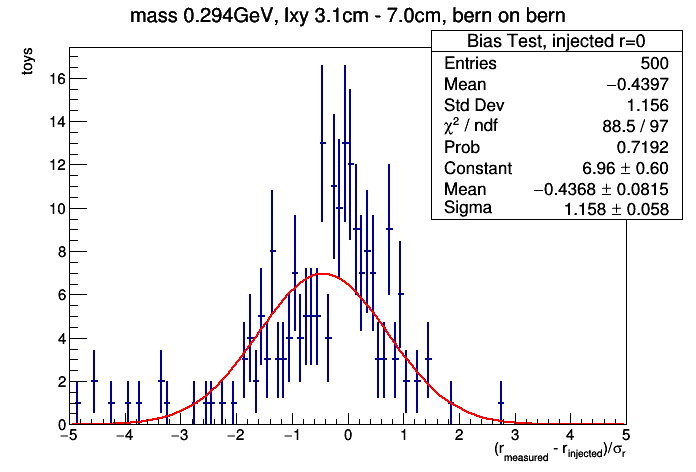 mass 0.294GeV, lxy 3.1cm - 7.0cm, bern on bern
toys
Bias Test, injected r=0
Entries 500
Mean −0.4397
Std Dev 1.156
χ² / ndf 88.5 / 97
Prob 0.7192
Constant 6.96 ± 0.60
Mean −0.4368 ± 0.0815
Sigma 1.158 ± 0.058
16
14
12
10
8
6
4
2
0
−5 −4 −3 −2 −1 0 1 2 3 4 5
(r_measured - r_injected)/σ_r